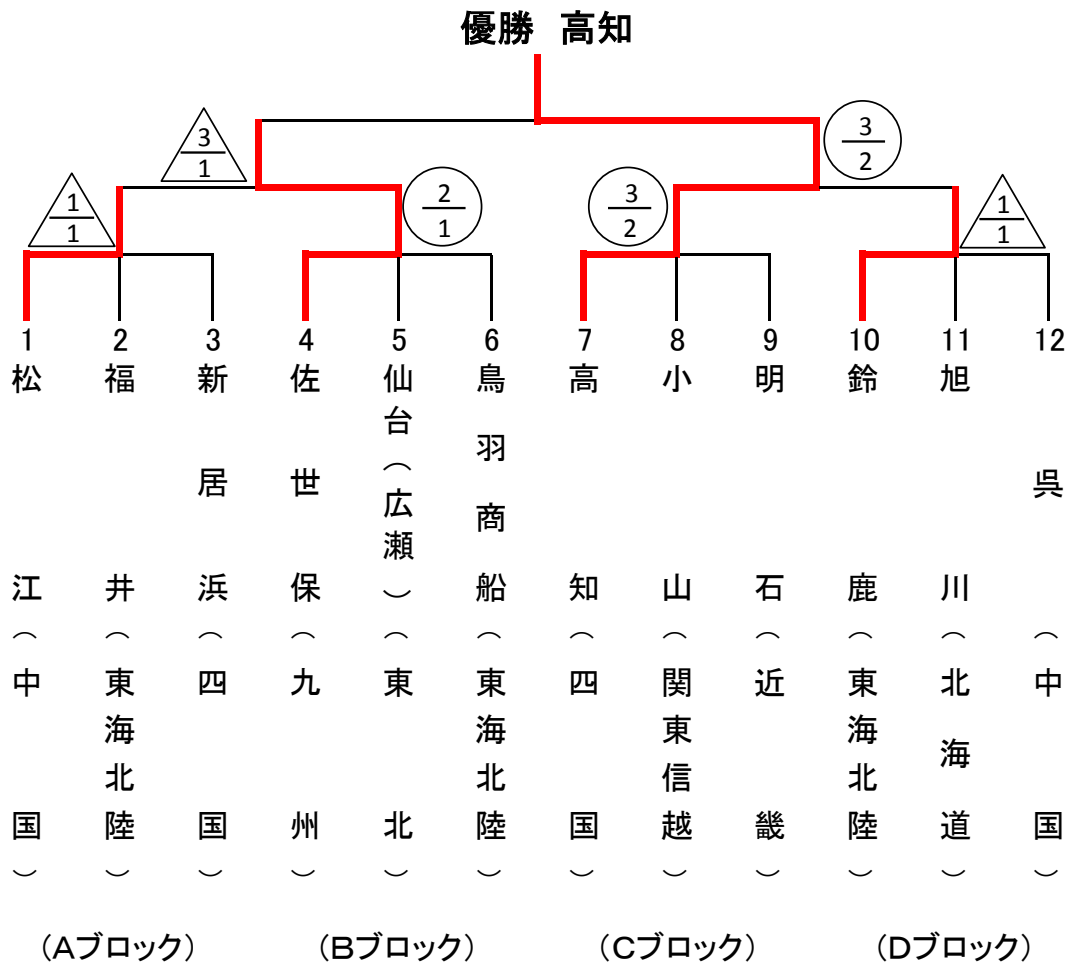 優勝 高知
3
1
3
2
1
1
2
1
3
2
1
1
1 2 3 4 5 6 7 8 9 10 11 12
松江(中国)
福井(東海北陸)
新居浜(四国)
佐世保(九州)
仙台(広瀬)(東北)
鳥羽商船(東海北陸)
高知(四国)
小山(関東信越)
明石(近畿)
鈴鹿(東海北陸)
旭川(北海道)
呉(中国)
(Aブロック) (Bブロック) (Cブロック) (Dブロック)